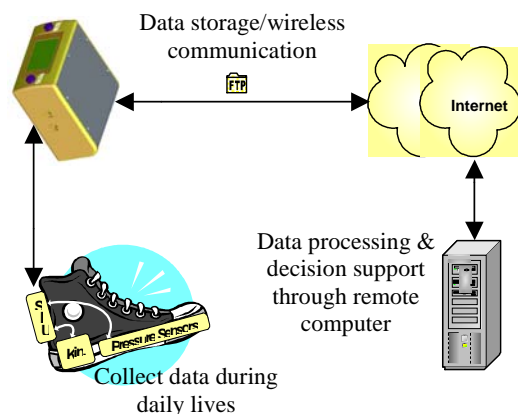 Data storage/wireless
communication
FTP
Internet
Data processing &
decision support
through remote
computer
S
I
U
kin.
Pressure Sensors
Collect data during
daily lives